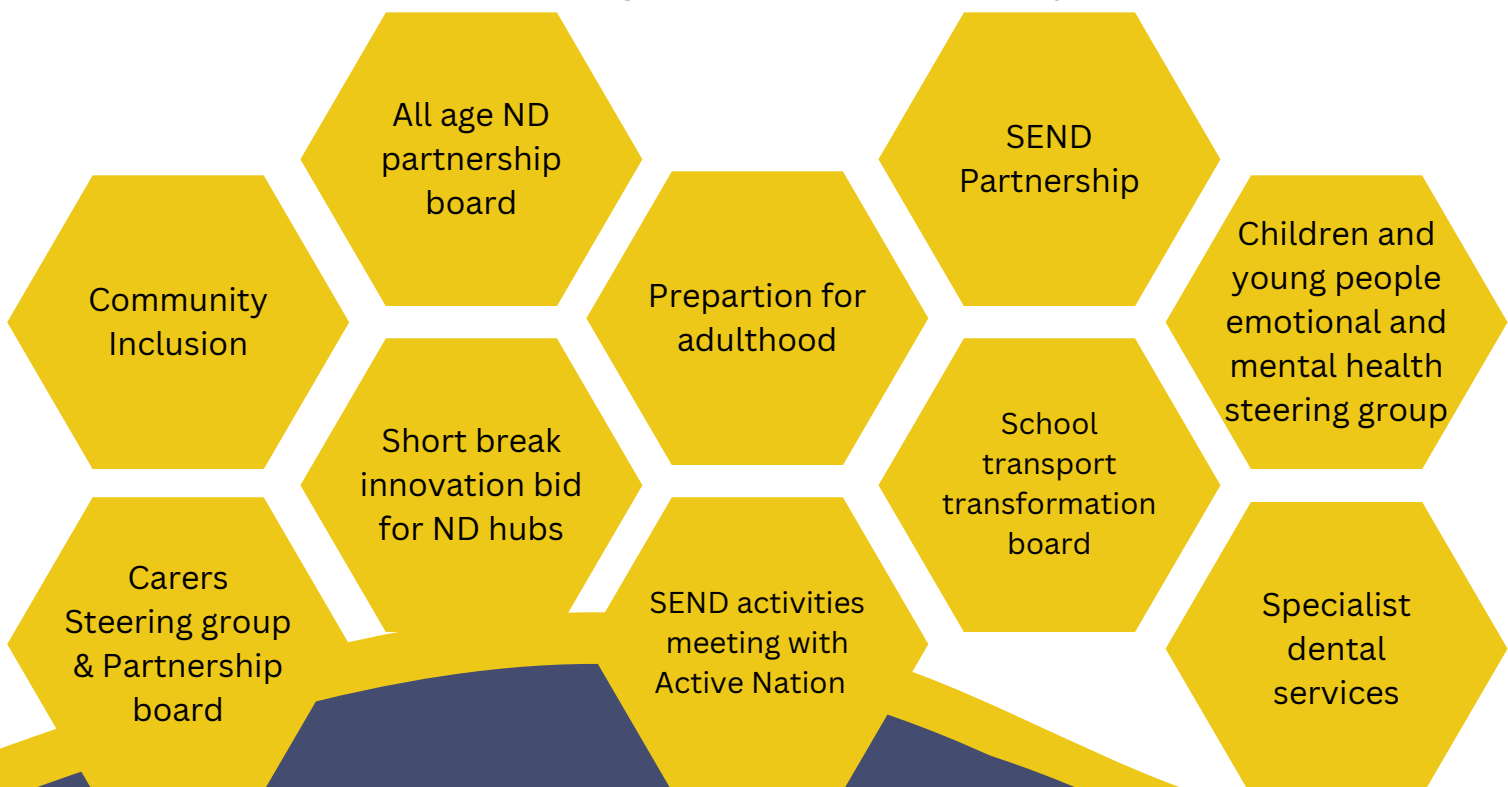 All age ND
partnership
board
SEND
Partnership
Community
Inclusion
Prepartion for
adulthood
Children and
young people
emotional and
mental health
steering group
Short break
innovation bid
for ND hubs
School
transport
transformation
board
Carers
Steering group
& Partnership
board
SEND activities
meeting with
Active Nation
Specialist
dental
services